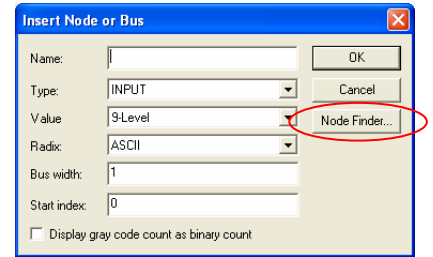 Insert Node or Bus
Name: OK
Type: INPUT Cancel
Value 9-Level Node Finder...
Radix: ASCII
Bus width: 1
Start index: 0
Display gray code count as binary count